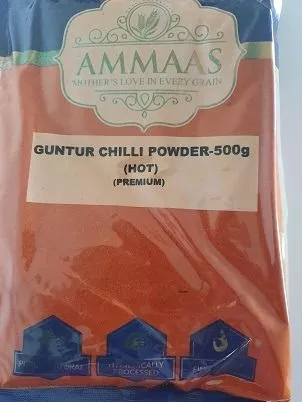 AMMAAS
MOTHER'S LOVE IN EVERY GRAIN
GUNTUR CHILLI POWDER-500g
(HOT)
(PREMIUM)
PROCESSED